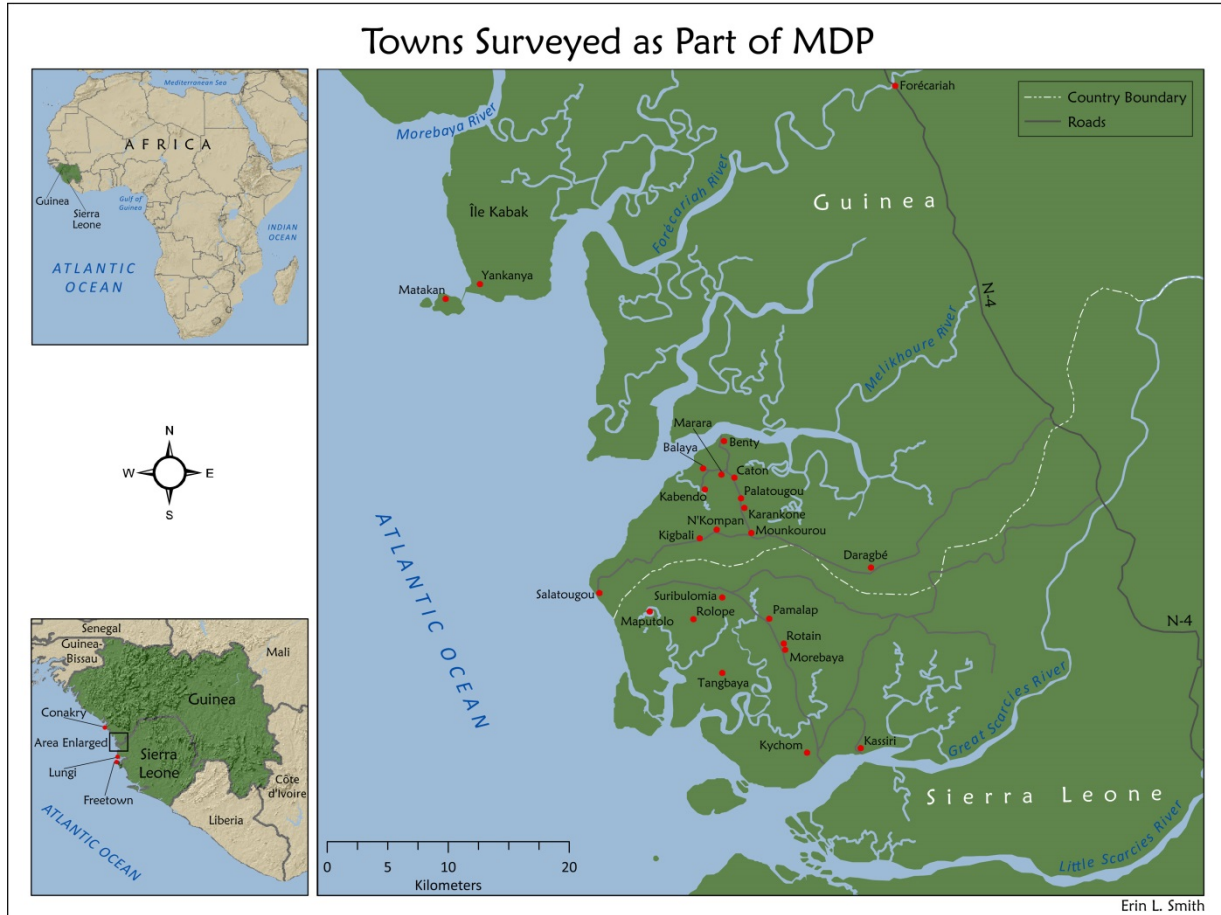 Towns Surveyed as Part of MDP
Mediterranean Sea
AFRICA
Guinea
Sierra
Leone
Gulf of
Guinea
INDIAN
OCEAN
ATLANTIC
OCEAN
N
W
E
S
Senegal
Guinea-
Bissau
Mali
Guinea
Conakry
Area Enlarged
Sierra
Leone
Lungi
Freetown
Côte
d'Ivoire
Liberia
ATLANTIC OCEAN
Forécariah
Country Boundary
Roads
Morebaya River
Forécariah River
Guinea
Île Kabak
Yankanya
Matakan
N-4
Melikhoure River
Marara
Benty
Balaya
Caton
Kabendo
Palatougou
Karankone
N'Kompan
Mounkourou
Kigbali
Daragbé
ATLANTIC OCEAN
Salatougou
Suribulomia
Maputolo
Rolope
Pamalap
N-4
Rotain
Morebaya
Tangbaya
Kychom
Kassiri
Great Scarcies River
Sierra Leone
Little Scarcies River
0 10 20
Kilometers
Erin L. Smith